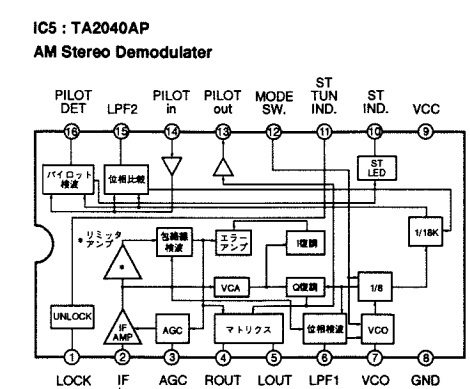 iC5 : TA2040AP
AM Stereo Demodulater
PILOT DET
LPF2
PILOT in
PILOT out
MODE SW.
ST TUN IND.
ST IND.
VCC
16
15
14
13
12
11
10
9
パイロット検波
位相比較
ST LED
*リミッタアンプ
*
包絡線検波
エラーアンプ
I復調
1/18K
VCA
Q復調
1/8
UNLOCK
IF AMP
AGC
マトリクス
位相検波
VCO
1
2
3
4
5
6
7
8
LOCK
IF
AGC
ROUT
LOUT
LPF1
VCO
GND